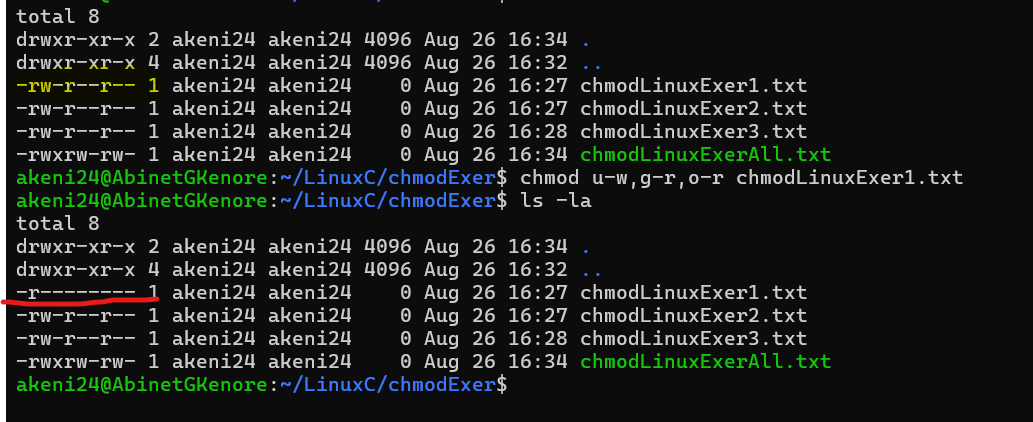 total 8
drwxr-xr-x 2 akeni24 akeni24 4096 Aug 26 16:34 .
drwxr-xr-x 4 akeni24 akeni24 4096 Aug 26 16:32 ..
-rw-r--r-- 1 akeni24 akeni24    0 Aug 26 16:27 chmodLinuxExer1.txt
-rw-r--r-- 1 akeni24 akeni24    0 Aug 26 16:27 chmodLinuxExer2.txt
-rw-r--r-- 1 akeni24 akeni24    0 Aug 26 16:28 chmodLinuxExer3.txt
-rwxrw-rw- 1 akeni24 akeni24    0 Aug 26 16:34 chmodLinuxExerAll.txt
akeni24@AbinetGKenore:~/LinuxC/chmodExer$ chmod u-w,g-r,o-r chmodLinuxExer1.txt
akeni24@AbinetGKenore:~/LinuxC/chmodExer$ ls -la
total 8
drwxr-xr-x 2 akeni24 akeni24 4096 Aug 26 16:34 .
drwxr-xr-x 4 akeni24 akeni24 4096 Aug 26 16:32 ..
-r-------- 1 akeni24 akeni24    0 Aug 26 16:27 chmodLinuxExer1.txt
-rw-r--r-- 1 akeni24 akeni24    0 Aug 26 16:27 chmodLinuxExer2.txt
-rw-r--r-- 1 akeni24 akeni24    0 Aug 26 16:28 chmodLinuxExer3.txt
-rwxrw-rw- 1 akeni24 akeni24    0 Aug 26 16:34 chmodLinuxExerAll.txt
akeni24@AbinetGKenore:~/LinuxC/chmodExer$